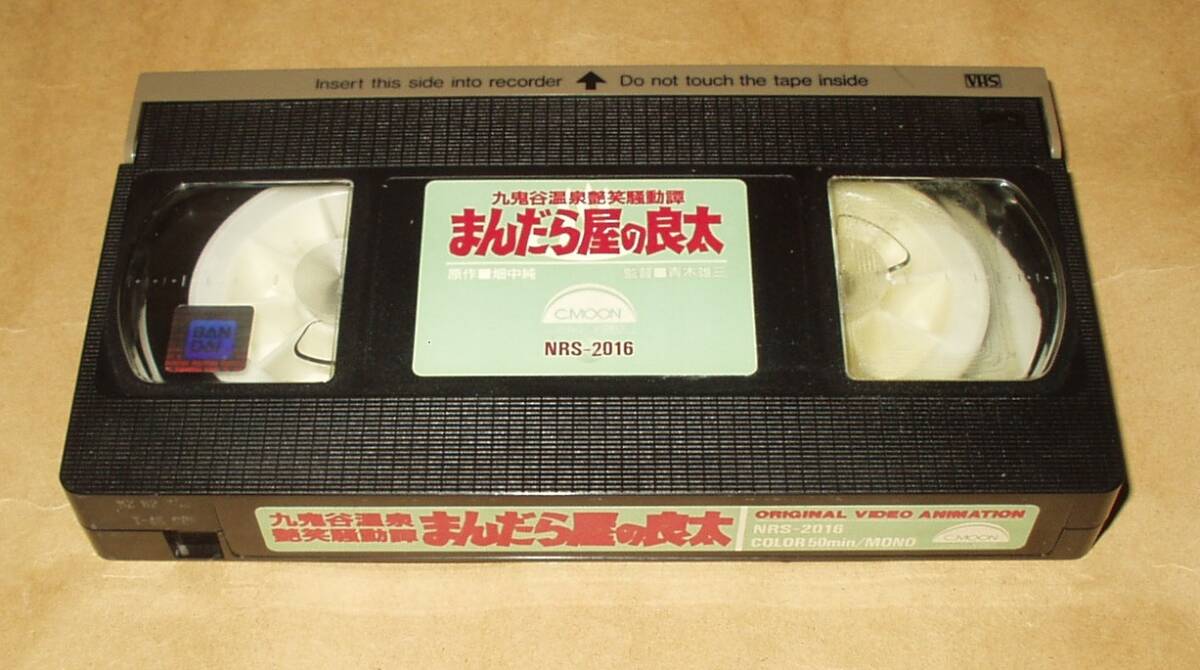 Insert this side into recorder ↑ Do not touch the tape inside
VHS
九鬼谷温泉艶笑騒動譚
まんだら屋の良太
原作■畑中純 監督■青木雄三
C.MOON
VIDEO
NRS-2016
BAN
DAI
九鬼谷温泉
艶笑騒動譚
まんだら屋の良太
ORIGINAL VIDEO ANIMATION
NRS-2016
COLOR 50min/MONO
C.MOON